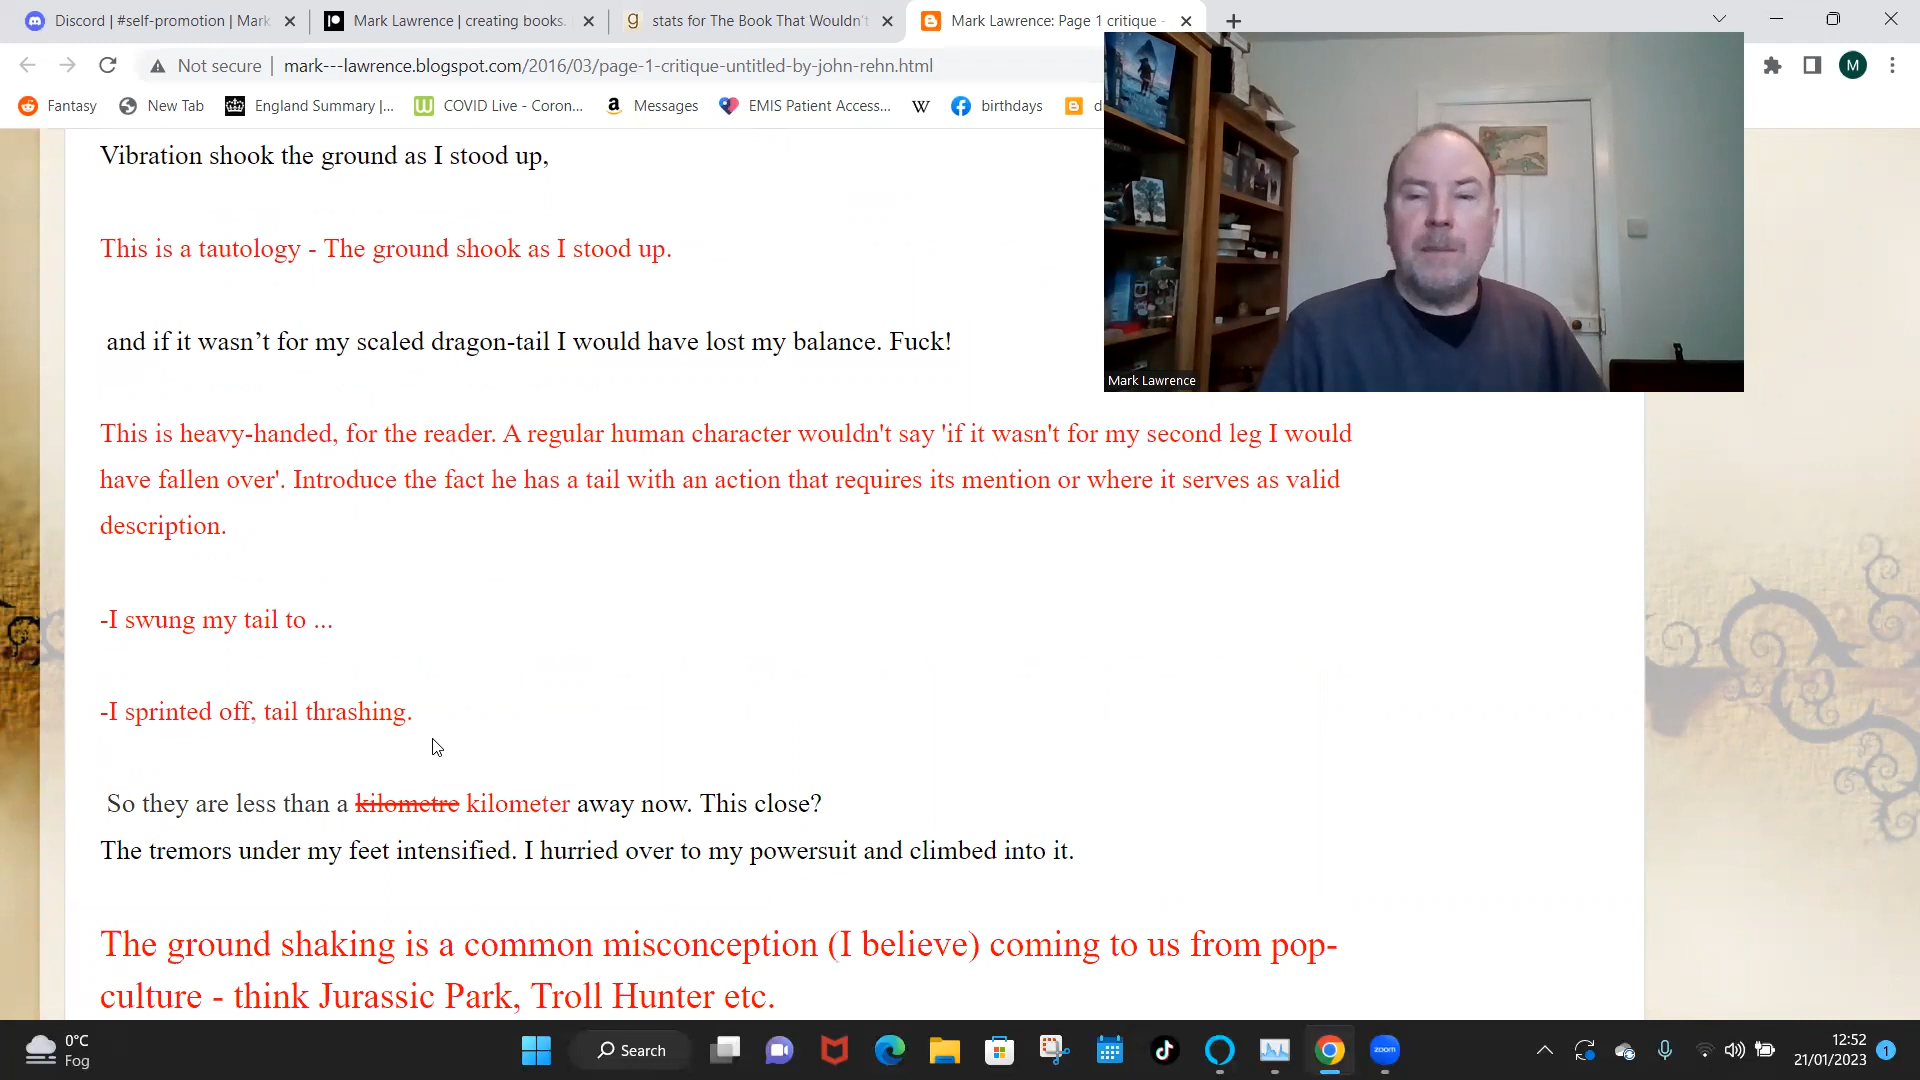 Discord | #self-promotion | Mark
Mark Lawrence | creating books.
stats for The Book That Wouldn't
Mark Lawrence: Page 1 critique -
Not secure
mark---lawrence.blogspot.com/2016/03/page-1-critique-untitled-by-john-rehn.html
M
Fantasy
New Tab
England Summary |...
COVID Live - Coron...
Messages
EMIS Patient Access...
W
birthdays
d
Vibration shook the ground as I stood up,
This is a tautology - The ground shook as I stood up.
and if it wasn’t for my scaled dragon-tail I would have lost my balance. Fuck!
Mark Lawrence
This is heavy-handed, for the reader. A regular human character wouldn't say 'if it wasn't for my second leg I would
have fallen over'. Introduce the fact he has a tail with an action that requires its mention or where it serves as valid
description.
-I swung my tail to ...
-I sprinted off, tail thrashing.
So they are less than a kilometre kilometer away now. This close?
The tremors under my feet intensified. I hurried over to my powersuit and climbed into it.
The ground shaking is a common misconception (I believe) coming to us from pop-
culture - think Jurassic Park, Troll Hunter etc.
0°C
Fog
Search
zoom
12:52
21/01/2023
1